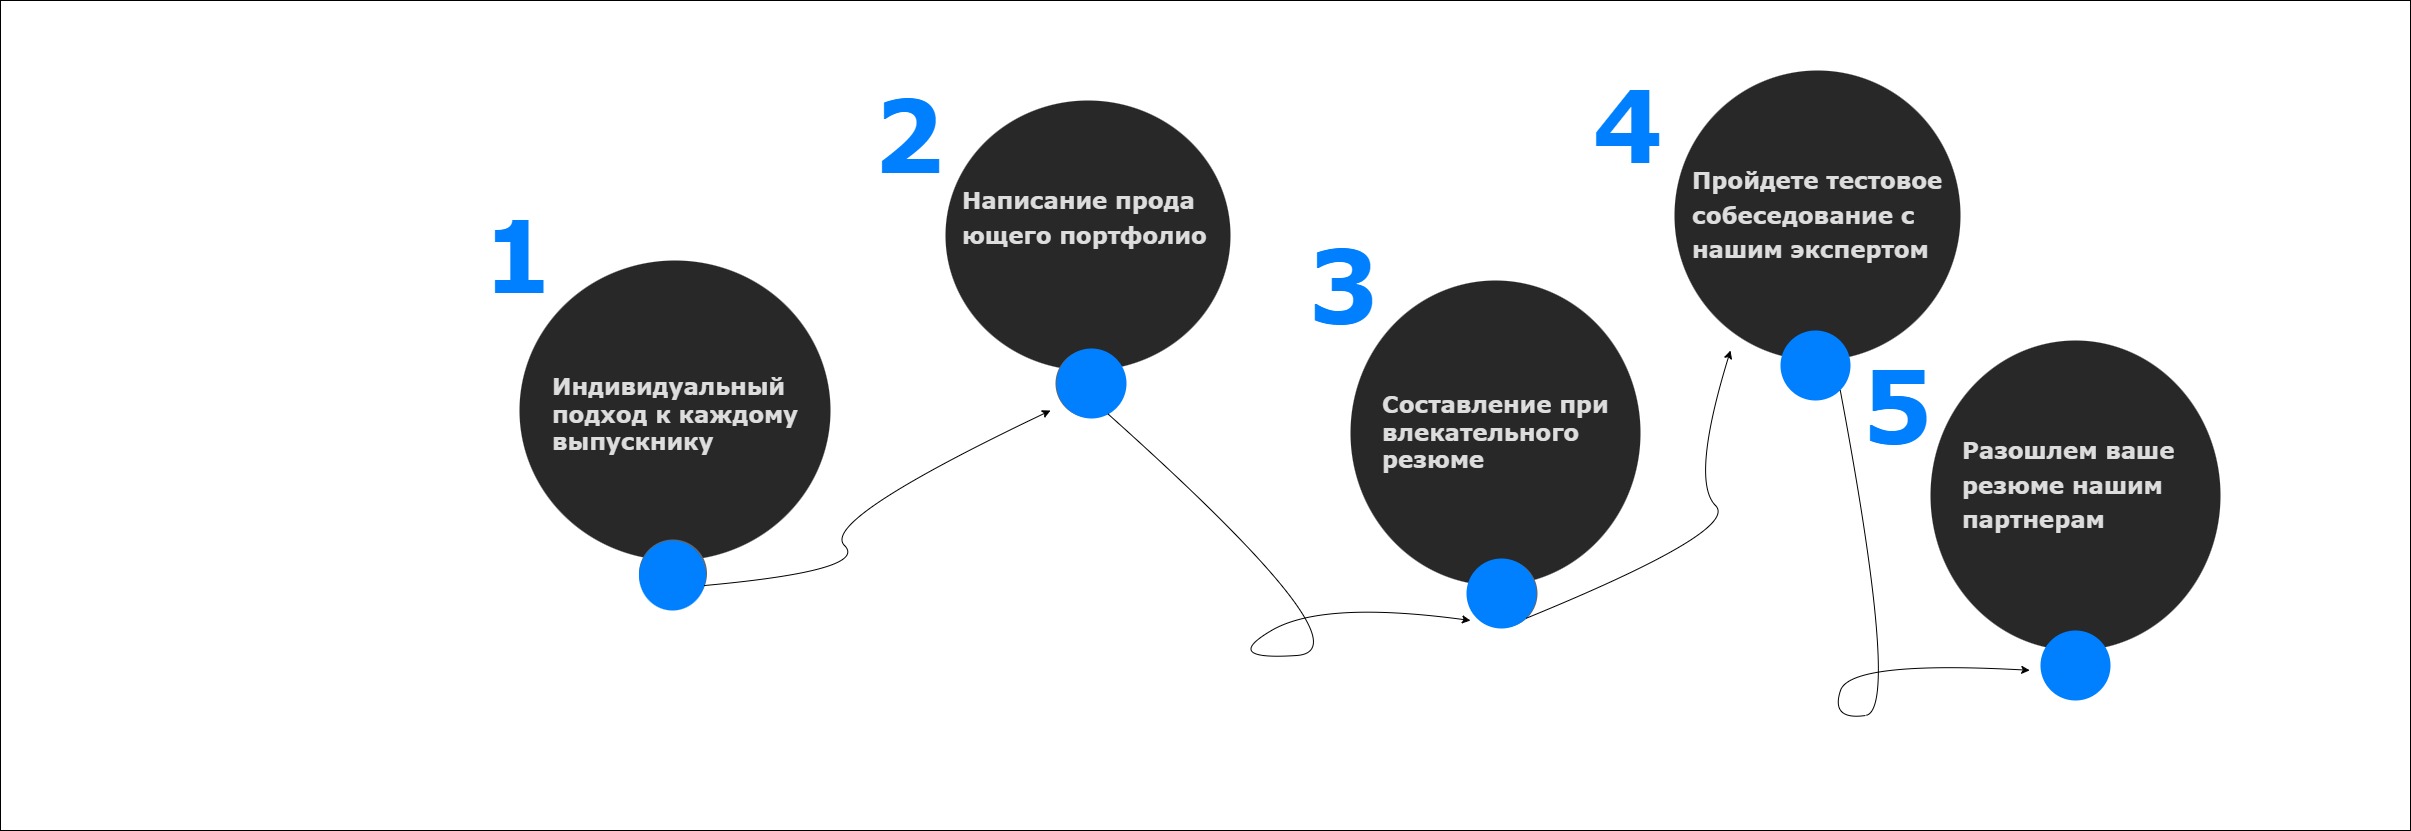 1
Индивидуальный
подход к каждому
выпускнику
2
Написание прода
ющего портфолио
3
Составление при
влекательного
резюме
4
Пройдете тестовое
собеседование с
нашим экспертом
5
Разошлем ваше
резюме нашим
партнерам